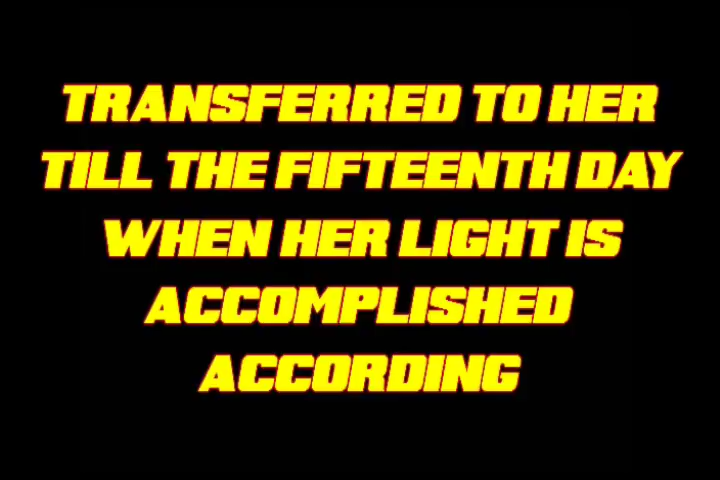 TRANSFERRED TO HER
TILL THE FIFTEENTH DAY
WHEN HER LIGHT IS
ACCOMPLISHED
ACCORDING